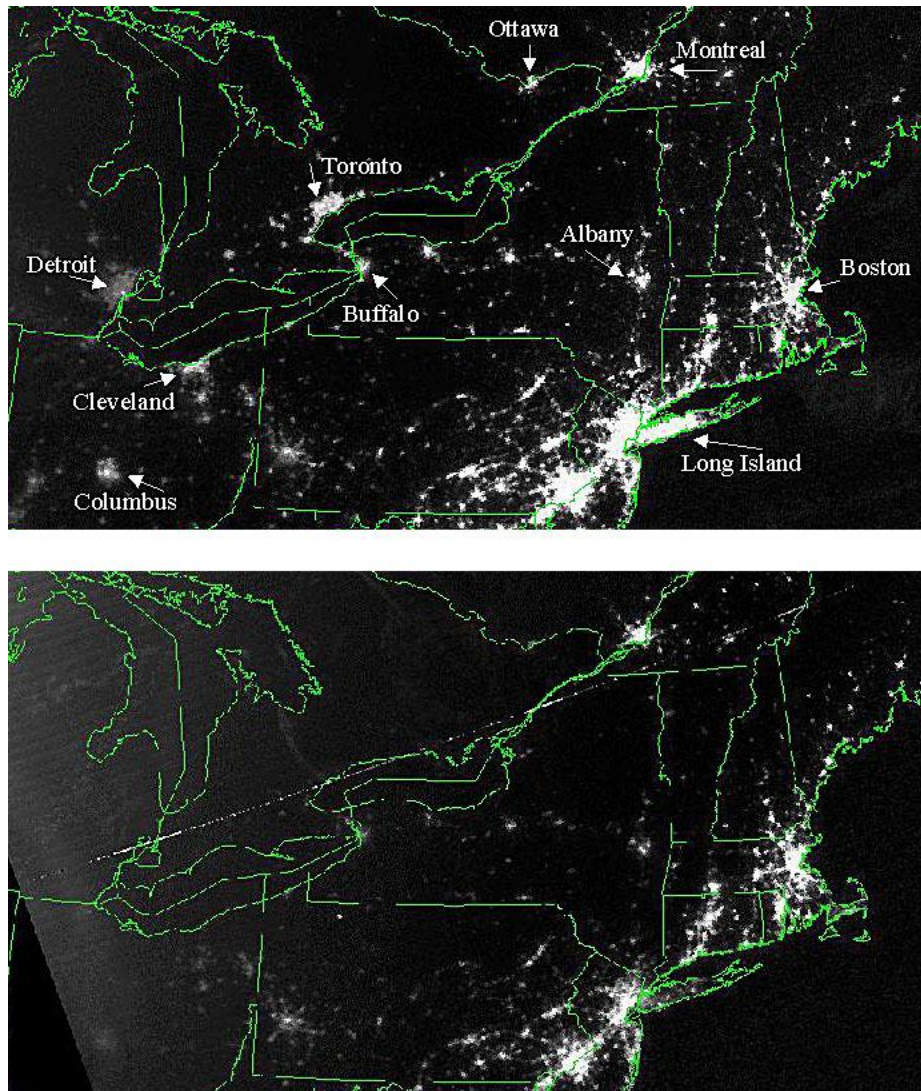 Ottawa
Montreal
Toronto
Albany
Detroit
Boston
Buffalo
Cleveland
Long Island
Columbus